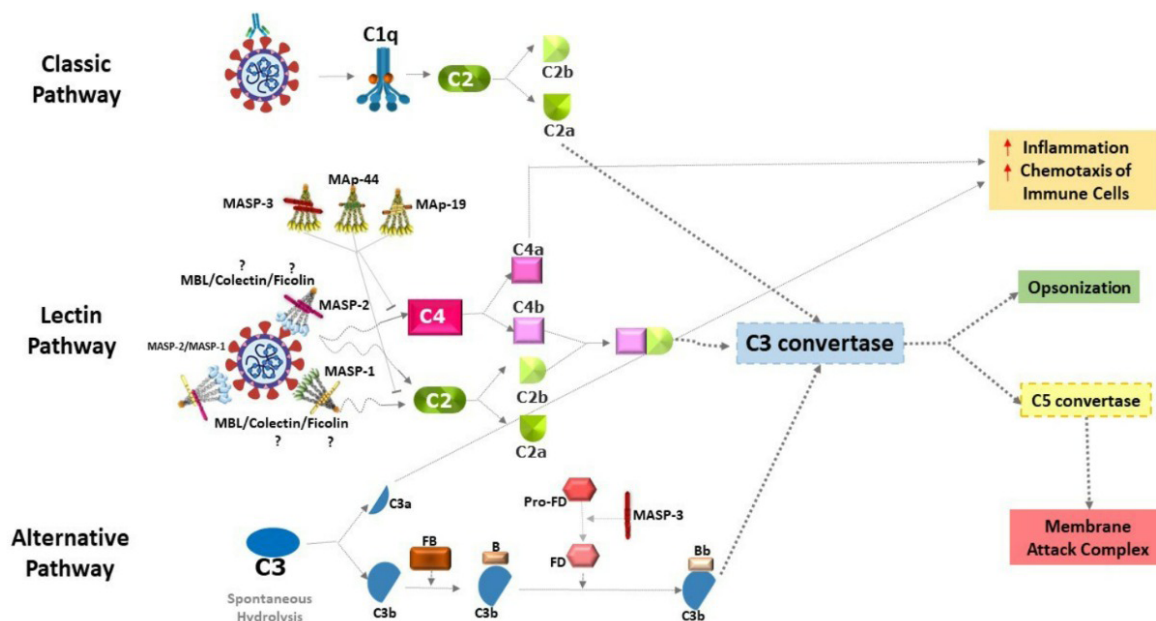 Classic
Pathway
C1q
C2
C2b
C2a
Inflammation
Chemotaxis of
Immune Cells
MASP-3
MAp-44
MAp-19
?
?
MBL/Colectin/Ficolin
MASP-2
Lectin
Pathway
MASP-2/MASP-1
MASP-1
MBL/Colectin/Ficolin
?
?
C4
C4a
C4b
C2
C2b
C2a
C3 convertase
Opsonization
C5 convertase
Membrane
Attack Complex
Alternative
Pathway
C3
Spontaneous
Hydrolysis
C3a
C3b
FB
B
C3b
Pro-FD
MASP-3
FD
Bb
C3b